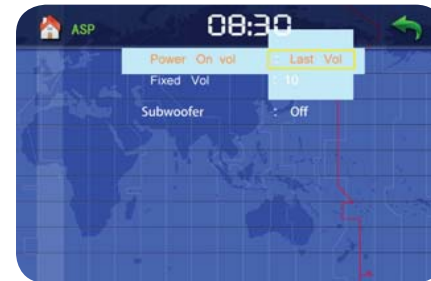 ASP 08:30
Power On vol : Last Vol
Fixed Vol : 10
Subwoofer : Off